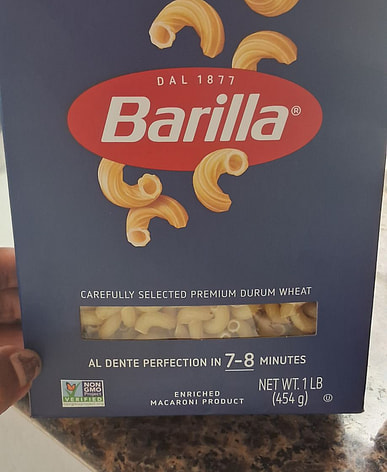 DAL 1877
Barilla®
CAREFULLY SELECTED PREMIUM DURUM WHEAT
AL DENTE PERFECTION IN 7-8 MINUTES
NON
GMO
Project
VERIFIED
ENRICHED
MACARONI PRODUCT
NET WT. 1 LB
(454 g)
U